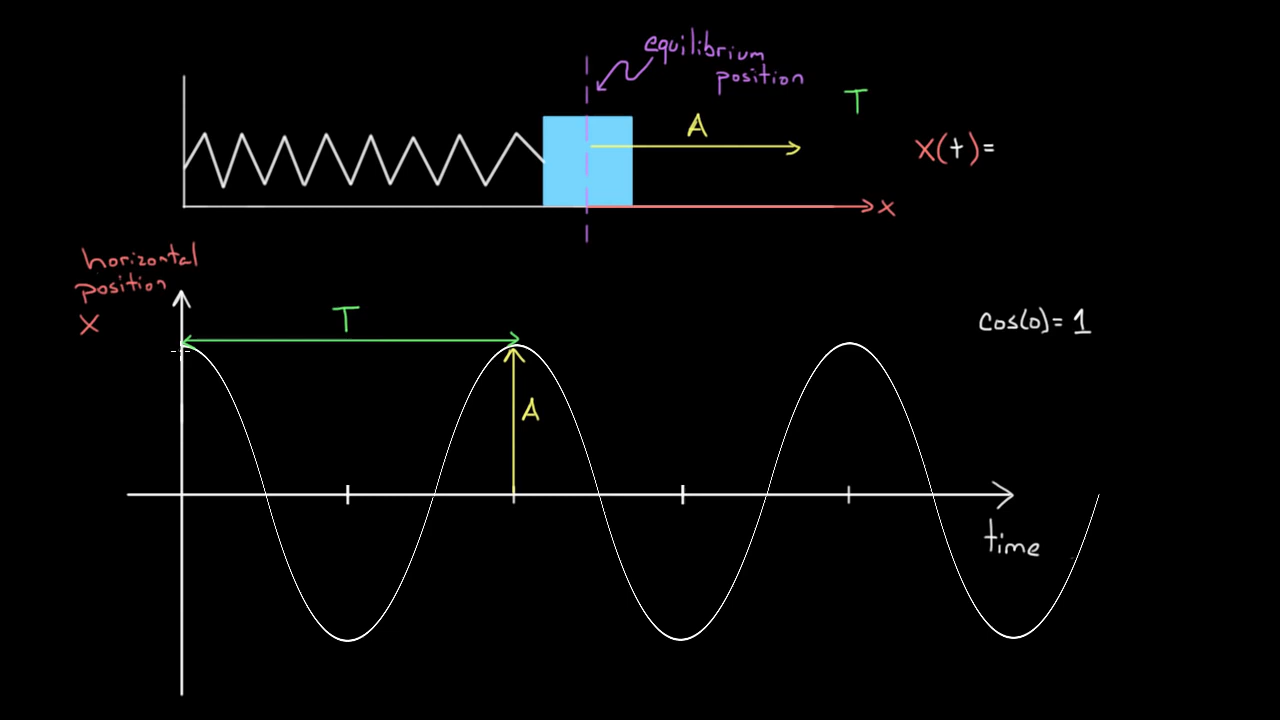 equilibrium
position
A
T
x(t)=
x
horizontal
position
x
T
cos(0)= 1
A
time